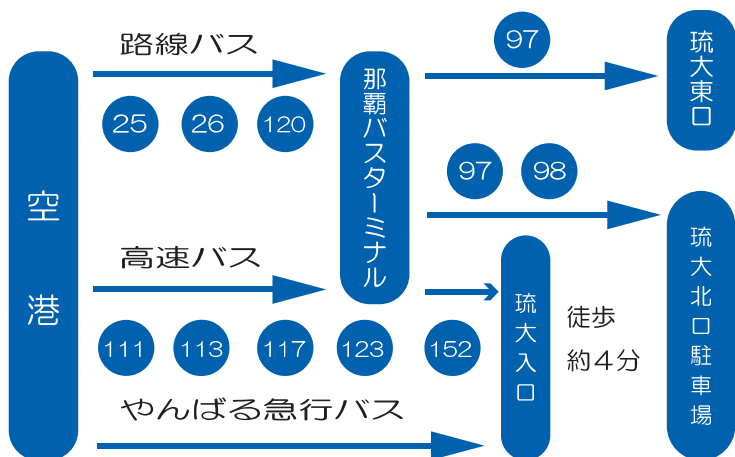 空港
路線バス
25 26 120
高速バス
111 113 117 123 152
やんばる急行バス
那覇バスターミナル
97
琉大東口
97 98
琉大北口駐車場
琉大入口
徒歩
約4分